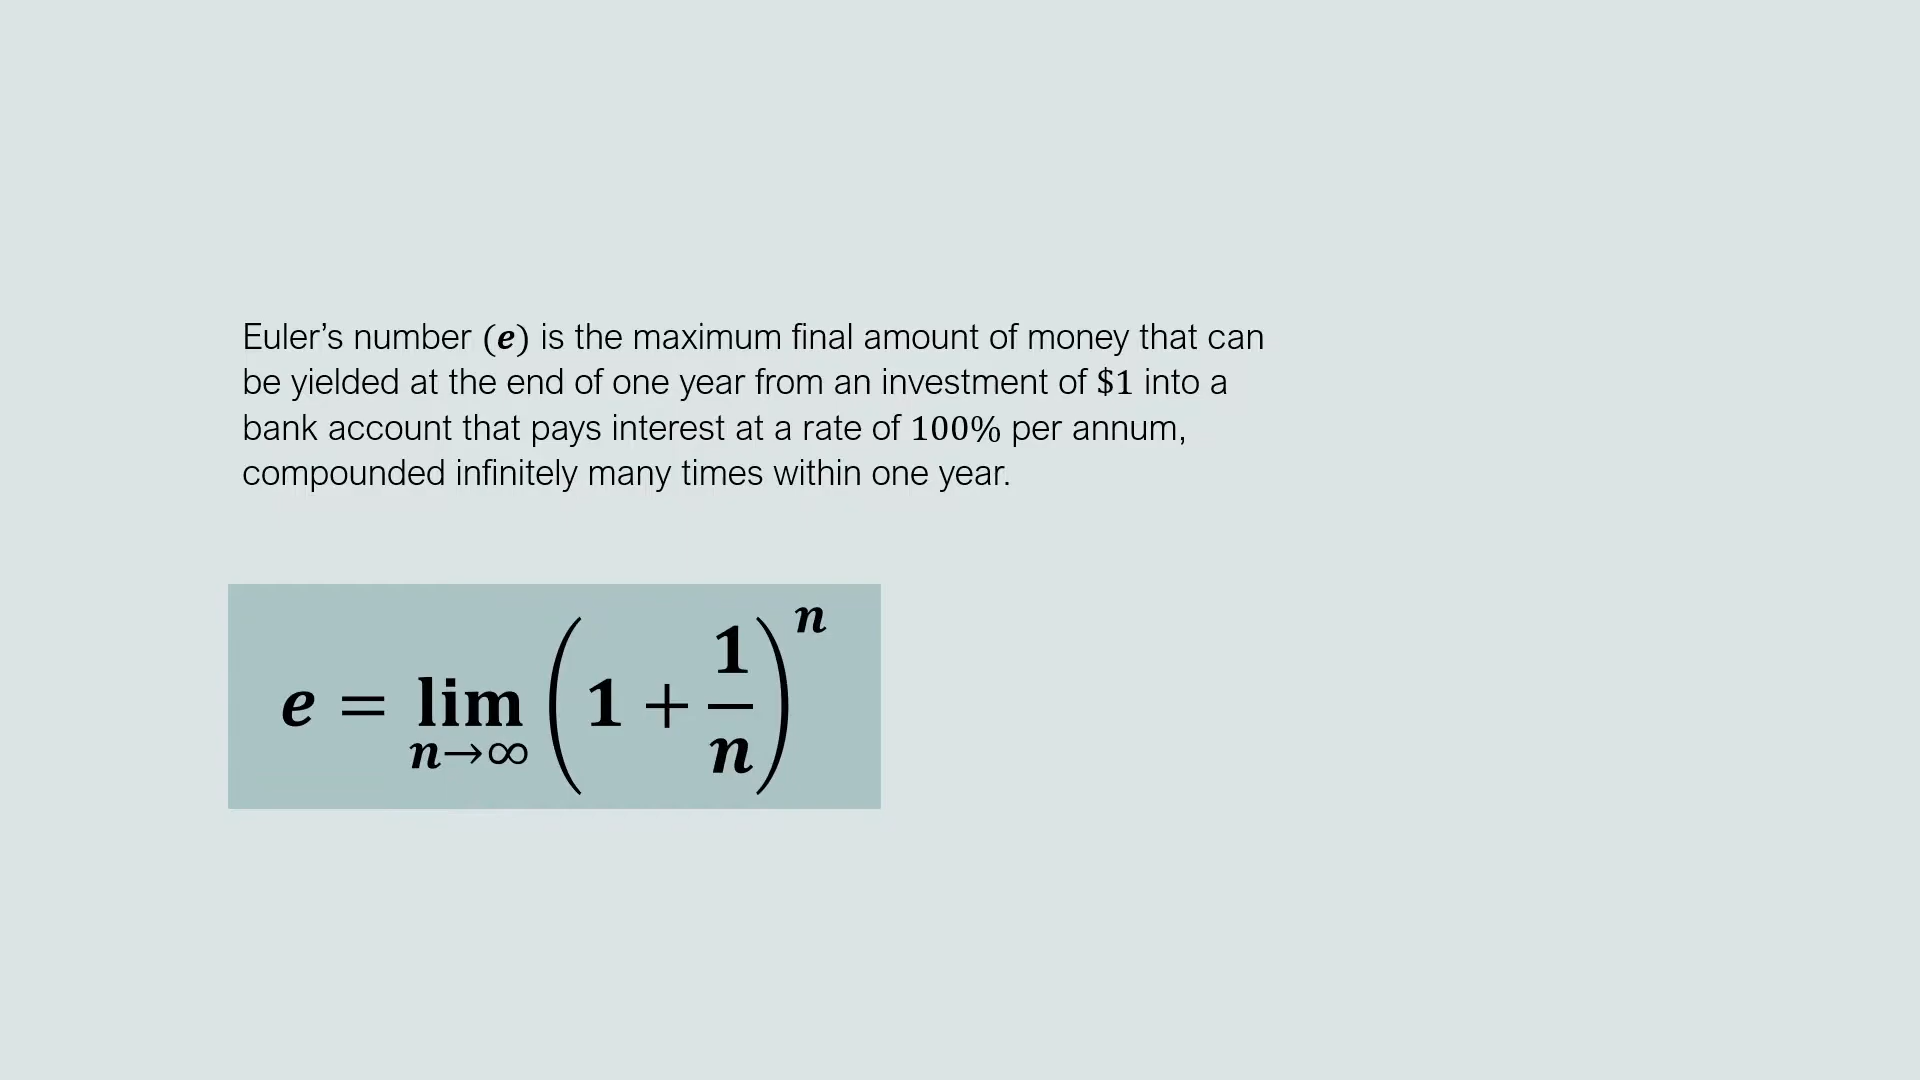 Euler’s number (e) is the maximum final amount of money that can
be yielded at the end of one year from an investment of $1 into a
bank account that pays interest at a rate of 100% per annum,
compounded infinitely many times within one year.
e = lim n→∞ (1 + 1/n)^n